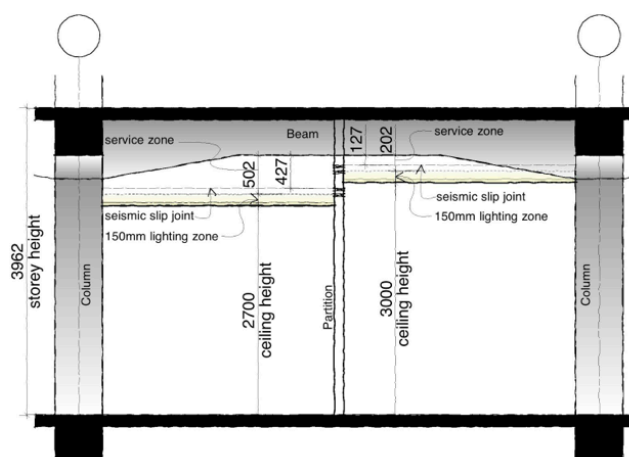 Beam
service zone
502
427
127
202
service zone
seismic slip joint
150mm lighting zone
seismic slip joint
150mm lighting zone
3962
storey height
Column
2700
ceiling height
Partition
3000
ceiling height
Column